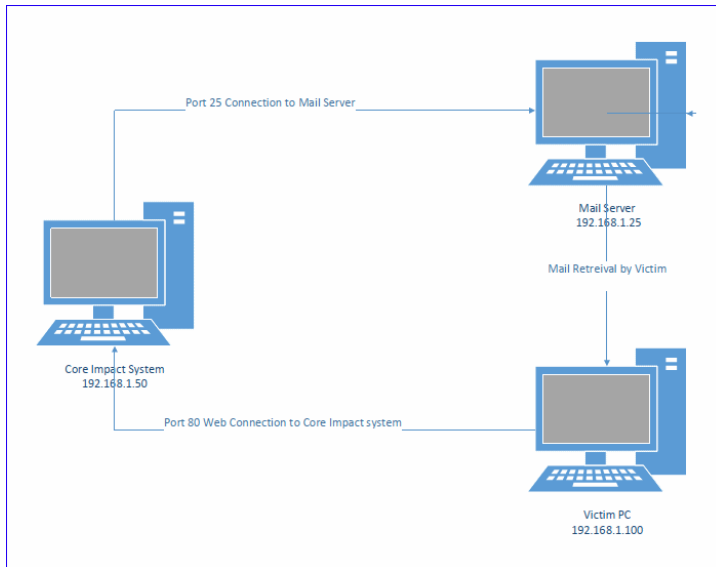 Port 25 Connection to Mail Server
Mail Server
192.168.1.25
Mail Retreival by Victim
Core Impact System
192.168.1.50
Port 80 Web Connection to Core Impact system
Victim PC
192.168.1.100